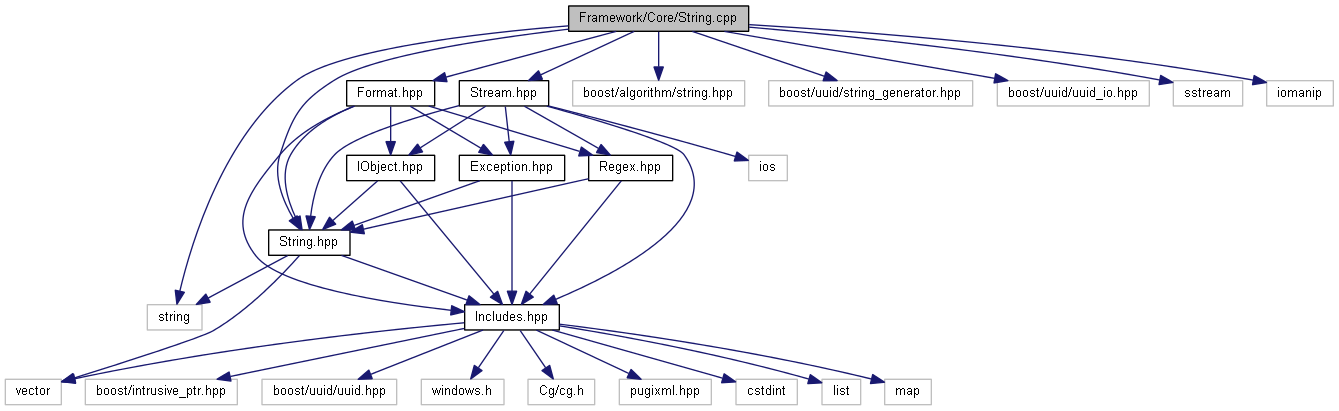 Framework/Core/String.cpp
Format.hpp
Stream.hpp
boost/algorithm/string.hpp
boost/uuid/string_generator.hpp
boost/uuid/uuid_io.hpp
sstream
iomanip
IObject.hpp
Exception.hpp
Regex.hpp
ios
String.hpp
string
Includes.hpp
vector
boost/intrusive_ptr.hpp
boost/uuid/uuid.hpp
windows.h
Cg/cg.h
pugixml.hpp
cstdint
list
map